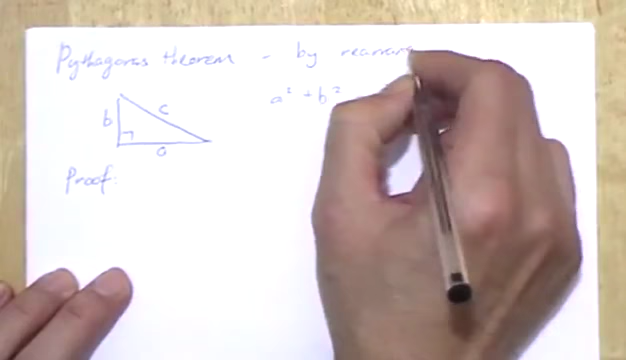 Pythagoras theorem - by
a² + b²
b
c
a
Proof: